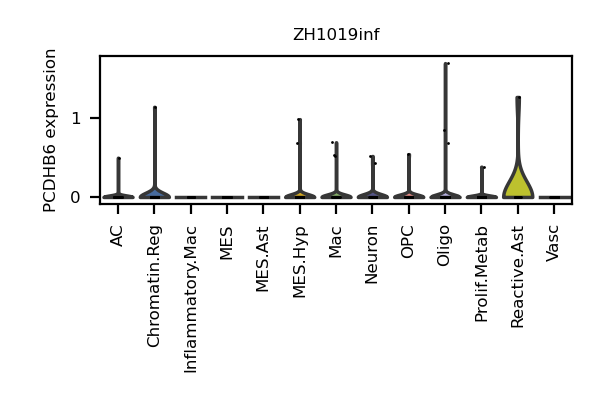 ZH1019inf
PCDHB6 expression
1
0
AC
Chromatin.Reg
Inflammatory.Mac
MES
MES.Ast
MES.Hyp
Mac
Neuron
OPC
Oligo
Prolif.Metab
Reactive.Ast
Vasc